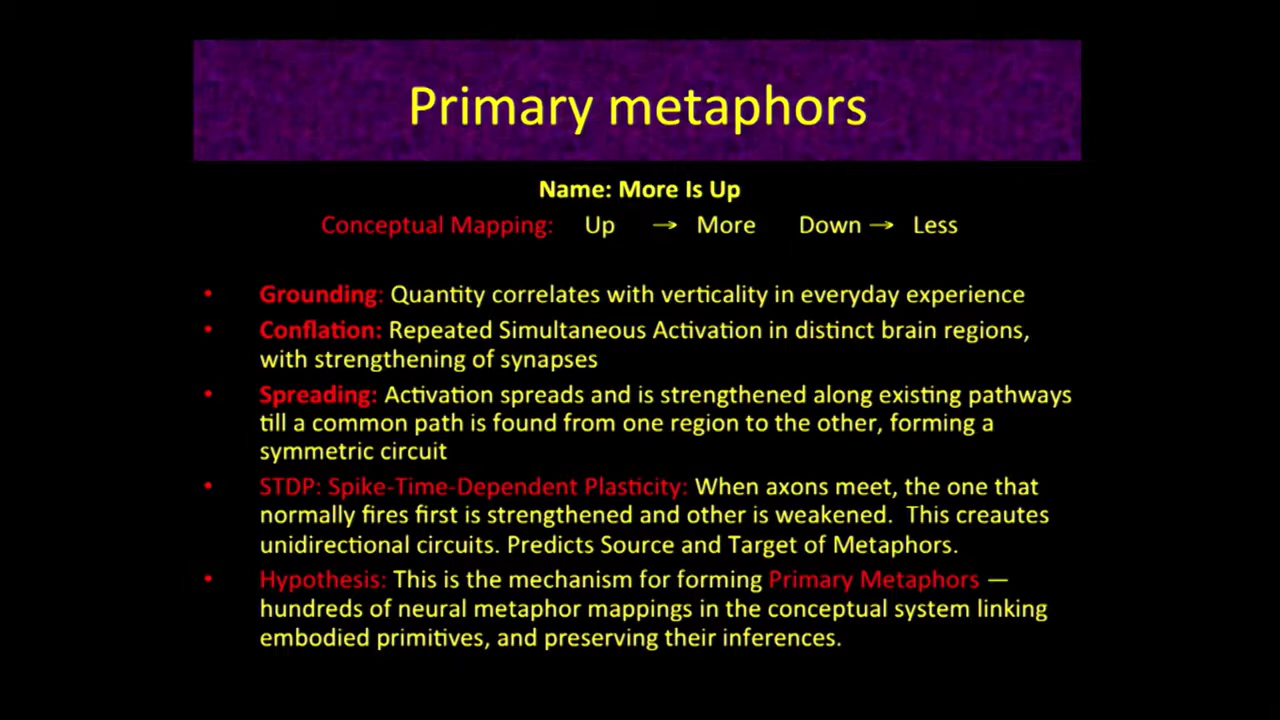 Primary metaphors
Name: More Is Up
Conceptual Mapping: Up → More Down → Less
• Grounding: Quantity correlates with verticality in everyday experience
• Conflation: Repeated Simultaneous Activation in distinct brain regions,
with strengthening of synapses
• Spreading: Activation spreads and is strengthened along existing pathways
till a common path is found from one region to the other, forming a
symmetric circuit
• STDP: Spike-Time-Dependent Plasticity: When axons meet, the one that
normally fires first is strengthened and other is weakened. This creautes
unidirectional circuits. Predicts Source and Target of Metaphors.
• Hypothesis: This is the mechanism for forming Primary Metaphors —
hundreds of neural metaphor mappings in the conceptual system linking
embodied primitives, and preserving their inferences.